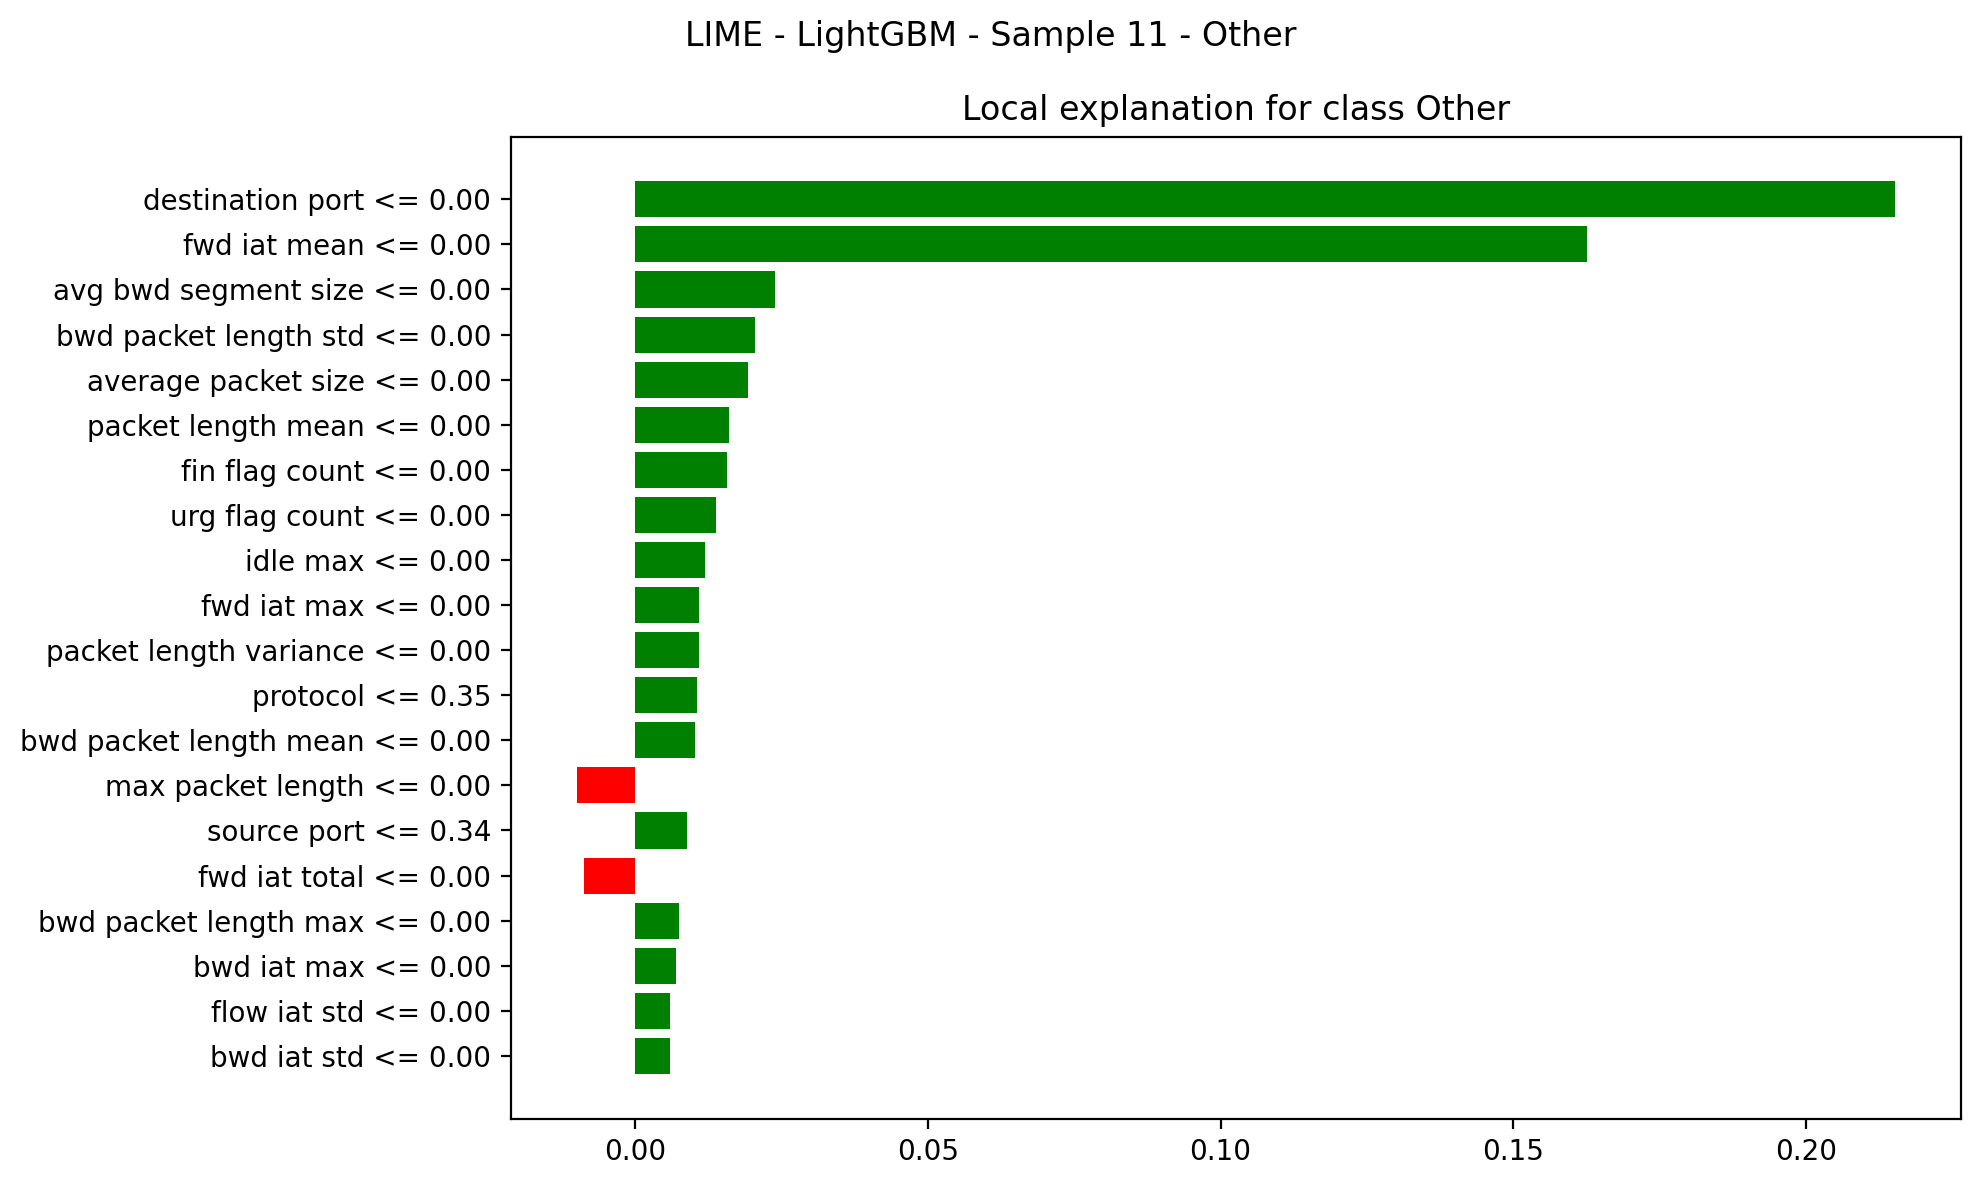 LIME - LightGBM - Sample 11 - Other
Local explanation for class Other
destination port <= 0.00
fwd iat mean <= 0.00
avg bwd segment size <= 0.00
bwd packet length std <= 0.00
average packet size <= 0.00
packet length mean <= 0.00
fin flag count <= 0.00
urg flag count <= 0.00
idle max <= 0.00
fwd iat max <= 0.00
packet length variance <= 0.00
protocol <= 0.35
bwd packet length mean <= 0.00
max packet length <= 0.00
source port <= 0.34
fwd iat total <= 0.00
bwd packet length max <= 0.00
bwd iat max <= 0.00
flow iat std <= 0.00
bwd iat std <= 0.00
0.00 0.05 0.10 0.15 0.20